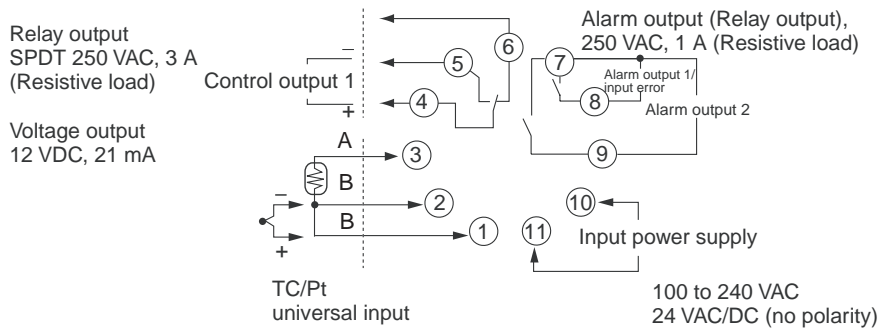 Relay output
SPDT 250 VAC, 3 A
(Resistive load)
Voltage output
12 VDC, 21 mA
Control output 1
−
+
6
5
4
A
3
B
2
B
1
−
+
TC/Pt
universal input
Alarm output (Relay output),
250 VAC, 1 A (Resistive load)
7
Alarm output 1/
input error
8
Alarm output 2
9
10
11
Input power supply
100 to 240 VAC
24 VAC/DC (no polarity)